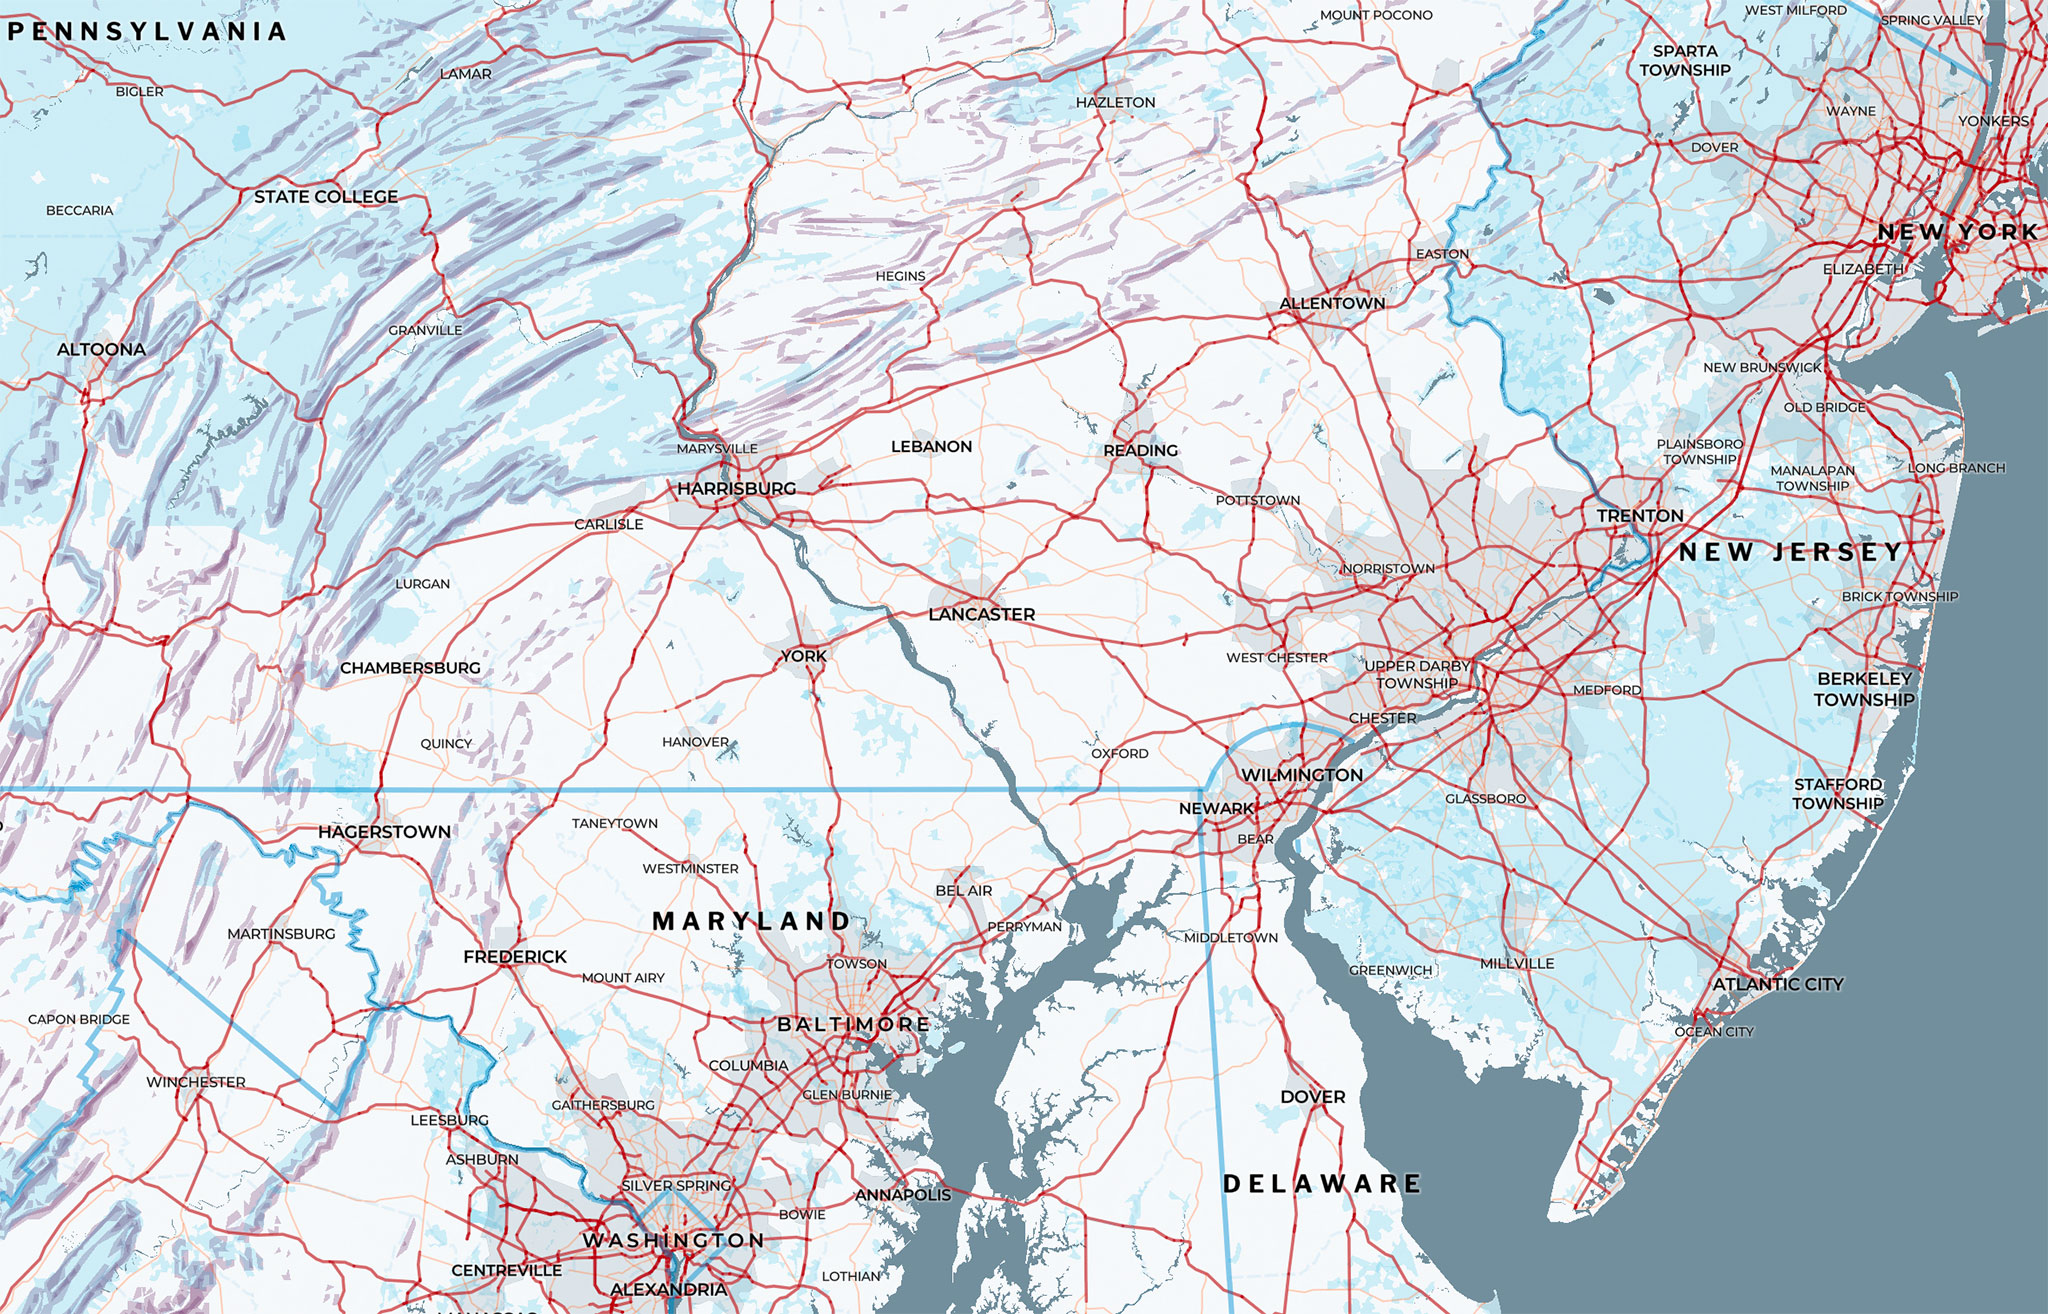 PENNSYLVANIA
MOUNT POCONO
WEST MILFORD
SPRING VALLEY
SPARTA
TOWNSHIP
LAMAR
BIGLER
HAZLETON
WAYNE
YONKERS
DOVER
STATE COLLEGE
BECCARIA
NEW YORK
EASTON
HEGINS
ELIZABETH
ALLENTOWN
GRANVILLE
ALTOONA
NEW BRUNSWICK
OLD BRIDGE
MARYSVILLE
LEBANON
READING
PLAINSBORO
TOWNSHIP
LONG BRANCH
MANALAPAN
TOWNSHIP
HARRISBURG
POTTSTOWN
CARLISLE
TRENTON
NEW JERSEY
NORRISTOWN
LURGAN
BRICK TOWNSHIP
LANCASTER
YORK
WEST CHESTER
CHAMBERSBURG
UPPER DARBY
TOWNSHIP
BERKELEY
TOWNSHIP
MEDFORD
CHESTER
QUINCY
HANOVER
OXFORD
WILMINGTON
STAFFORD
TOWNSHIP
GLASSBORO
NEWARK
TANEYTOWN
HAGERSTOWN
BEAR
WESTMINSTER
BEL AIR
MARYLAND
PERRYMAN
MARTINSBURG
MIDDLETOWN
FREDERICK
TOWSON
MILLVILLE
GREENWICH
MOUNT AIRY
ATLANTIC CITY
CAPON BRIDGE
BALTIMORE
OCEAN CITY
COLUMBIA
WINCHESTER
GLEN BURNIE
DOVER
GAITHERSBURG
LEESBURG
ASHBURN
DELAWARE
SILVER SPRING
ANNAPOLIS
BOWIE
WASHINGTON
CENTREVILLE
LOTHIAN
ALEXANDRIA